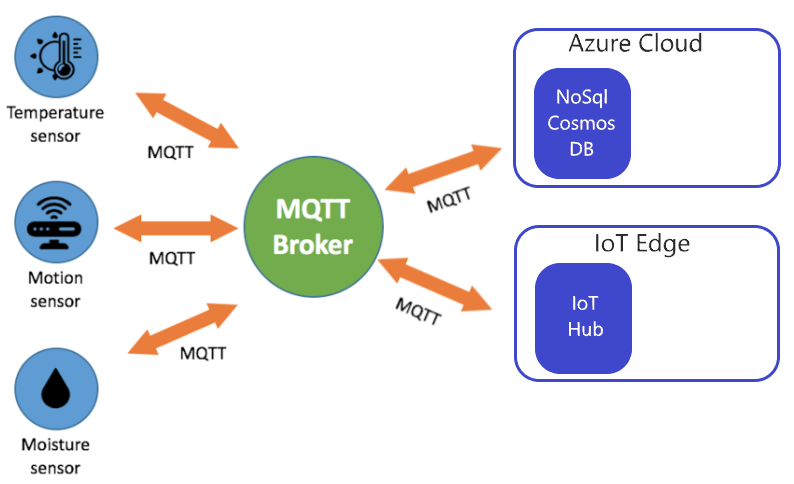 Temperature
sensor
MQTT
Motion
sensor
MQTT
Moisture
sensor
MQTT
MQTT
Broker
MQTT
MQTT
Azure Cloud
NoSql
Cosmos
DB
IoT Edge
IoT
Hub